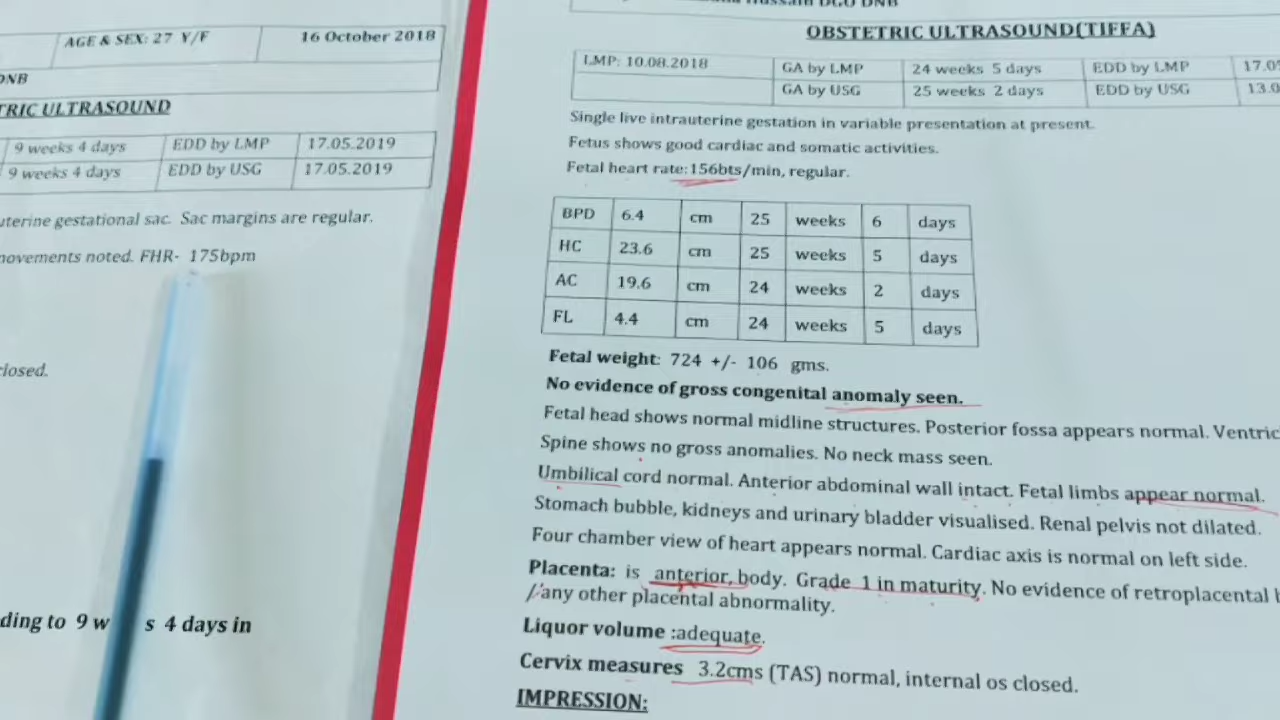 AGE & SEX: 27 Y/F 16 October 2018
DNB
TRIC ULTRASOUND
9 weeks 4 days EDD by LMP 17.05.2019
9 weeks 4 days EDD by USG 17.05.2019
uterine gestational sac. Sac margins are regular.
movements noted. FHR- 175bpm
closed.
ding to 9 w s 4 days in
DGO DNB
OBSTETRIC ULTRASOUND(TIFFA)
LMP: 10.08.2018 GA by LMP 24 weeks 5 days EDD by LMP 17.0
GA by USG 25 weeks 2 days EDD by USG 13.0
Single live intrauterine gestation in variable presentation at present.
Fetus shows good cardiac and somatic activities.
Fetal heart rate:156bts/min, regular.
BPD 6.4 cm 25 weeks 6 days
HC 23.6 cm 25 weeks 5 days
AC 19.6 cm 24 weeks 2 days
FL 4.4 cm 24 weeks 5 days
Fetal weight: 724 +/- 106 gms.
No evidence of gross congenital anomaly seen.
Fetal head shows normal midline structures. Posterior fossa appears normal. Ventric
Spine shows no gross anomalies. No neck mass seen.
Umbilical cord normal. Anterior abdominal wall intact. Fetal limbs appear normal.
Stomach bubble, kidneys and urinary bladder visualised. Renal pelvis not dilated.
Four chamber view of heart appears normal. Cardiac axis is normal on left side.
Placenta: is anterior, body. Grade 1 in maturity. No evidence of retroplacental
/any other placental abnormality.
Liquor volume :adequate.
Cervix measures 3.2cms (TAS) normal, internal os closed.
IMPRESSION: